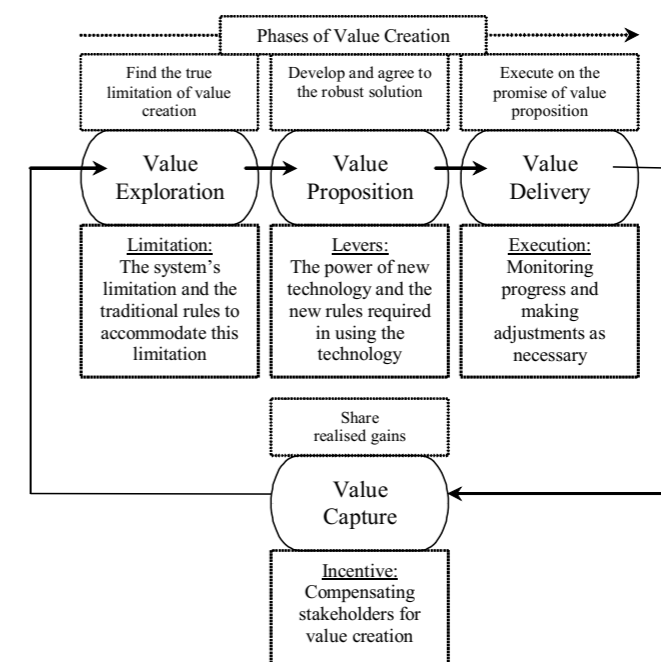 Phases of Value Creation
Find the true
limitation of value
creation
Develop and agree to
the robust solution
Execute on the
promise of value
proposition
Value
Exploration
Value
Proposition
Value
Delivery
Limitation:
The system's
limitation and the
traditional rules to
accommodate this
limitation
Levers:
The power of new
technology and the
new rules required
in using the
technology
Execution:
Monitoring
progress and
making
adjustments as
necessary
Share
realised gains
Value
Capture
Incentive:
Compensating
stakeholders for
value creation